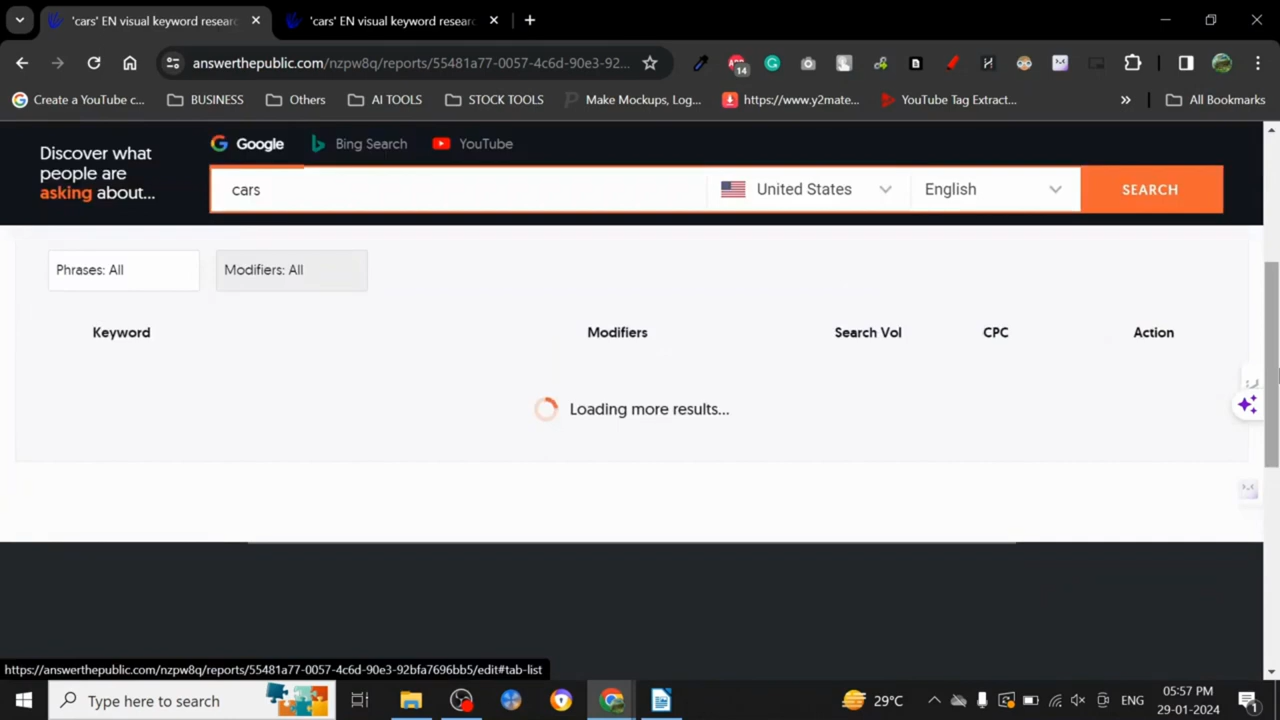 'cars' EN visual keyword researc
'cars' EN visual keyword researc
answerthepublic.com/nzpw8q/reports/55481a77-0057-4c6d-90e3-92...
14
Create a YouTube c...
BUSINESS
Others
AI TOOLS
STOCK TOOLS
Make Mockups, Log...
https://www.y2mate...
YouTube Tag Extract...
»
All Bookmarks
Discover what
people are
asking about...
Google
Bing Search
YouTube
cars
United States
English
SEARCH
Phrases: All
Modifiers: All
Keyword
Modifiers
Search Vol
CPC
Action
Loading more results...
https://answerthepublic.com/nzpw8q/reports/55481a77-0057-4c6d-90e3-92bfa7696bb5/edit#tab-list
Type here to search
29°C
ENG
05:57 PM
29-01-2024
1